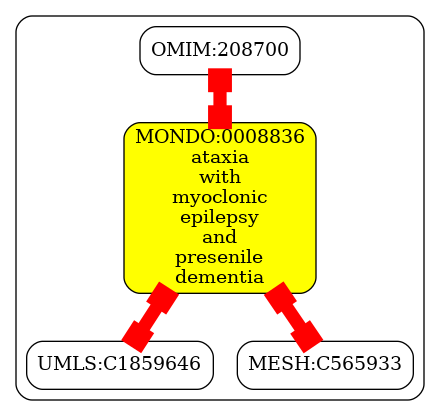 OMIM:208700
MONDO:0008836
ataxia
with
myoclonic
epilepsy
and
presenile
dementia
UMLS:C1859646
MESH:C565933